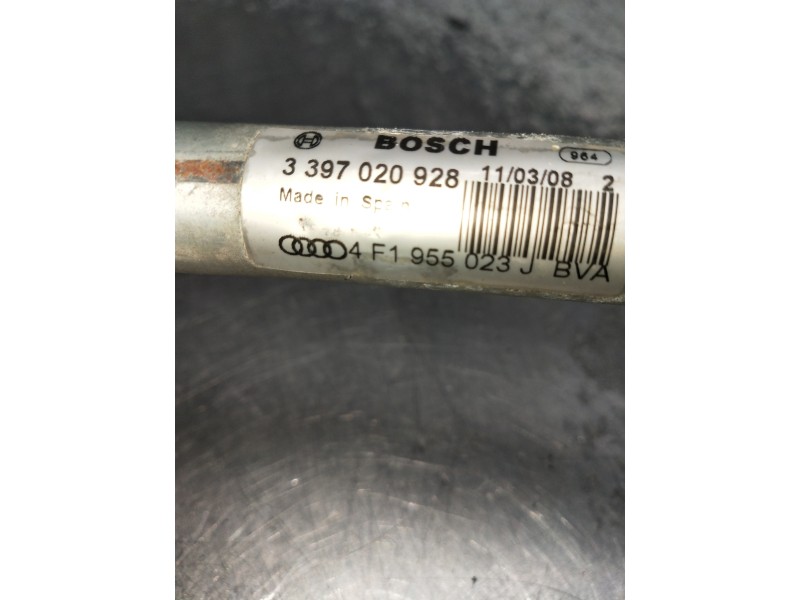 BOSCH
964
3 397 020 928 11/03/08 2
Made in Spain
4 F1 955 023 J BVA